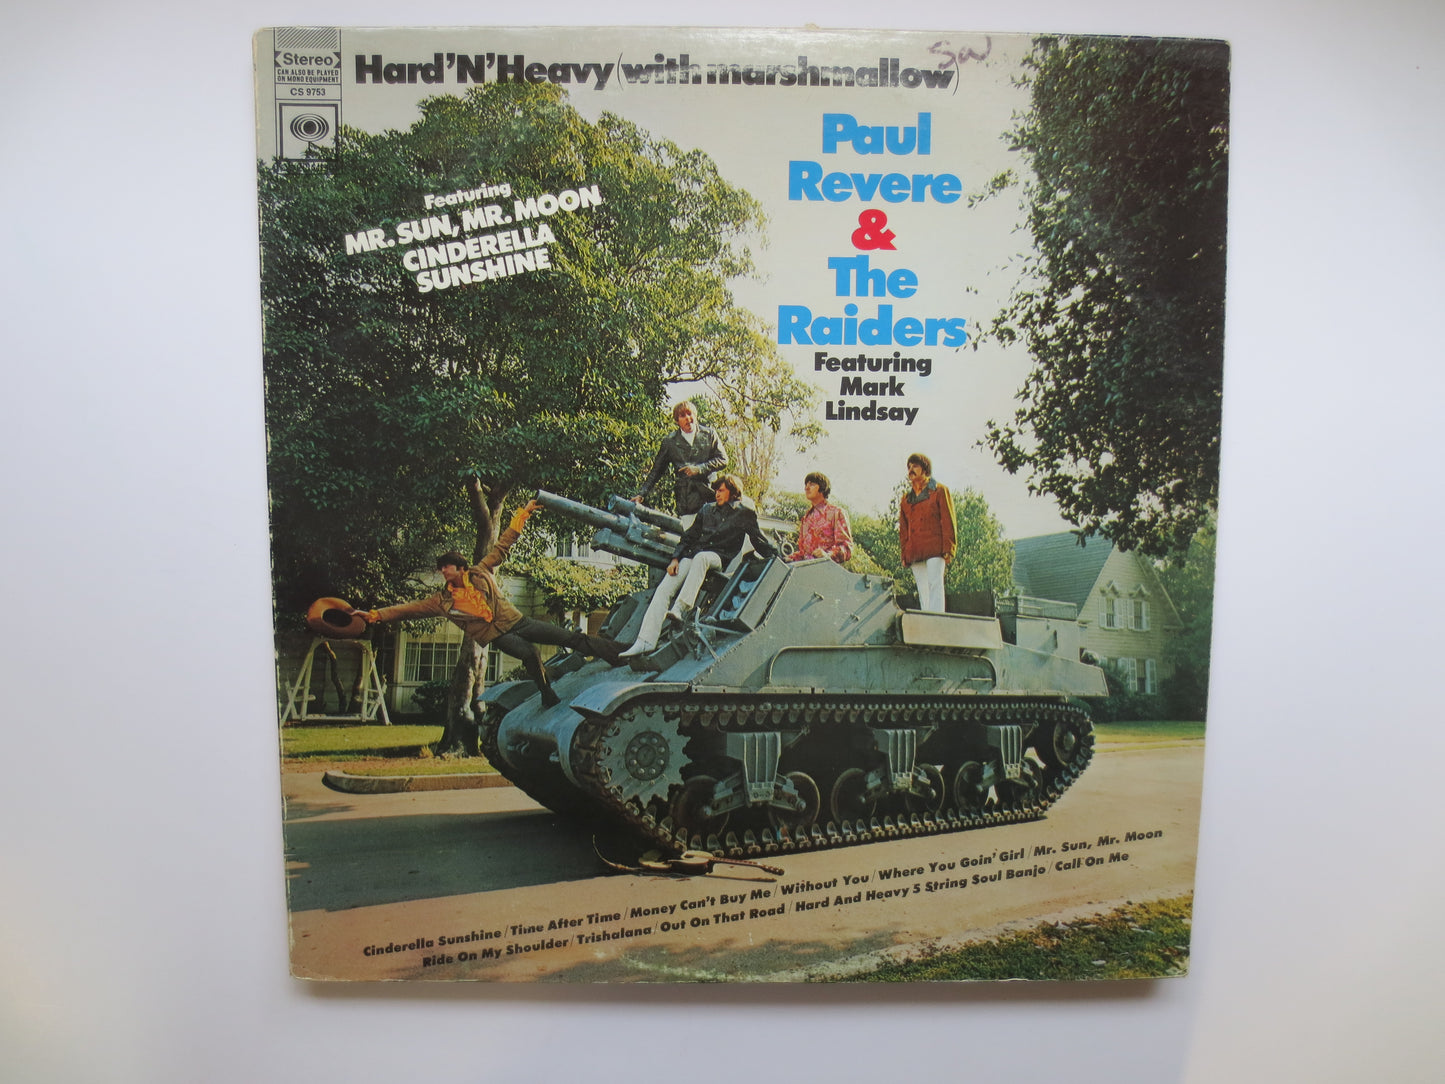 Stereo
CAN ALSO BE PLAYED
ON MONO EQUIPMENT
CS 9753
Hard'N'Heavy (with marshmallow)
Paul
Revere
&
The
Raiders
Featuring
Mark
Lindsay
Featuring
MR. SUN, MR. MOON
CINDERELLA
SUNSHINE
Cinderella Sunshine/Time After Time/Money Can't Buy Me/Without You/Where You Goin' Girl/Mr. Sun, Mr. Moon
Ride On My Shoulder/Trishalana/Out On That Road/Hard And Heavy 5 String Soul Banjo/Call On Me